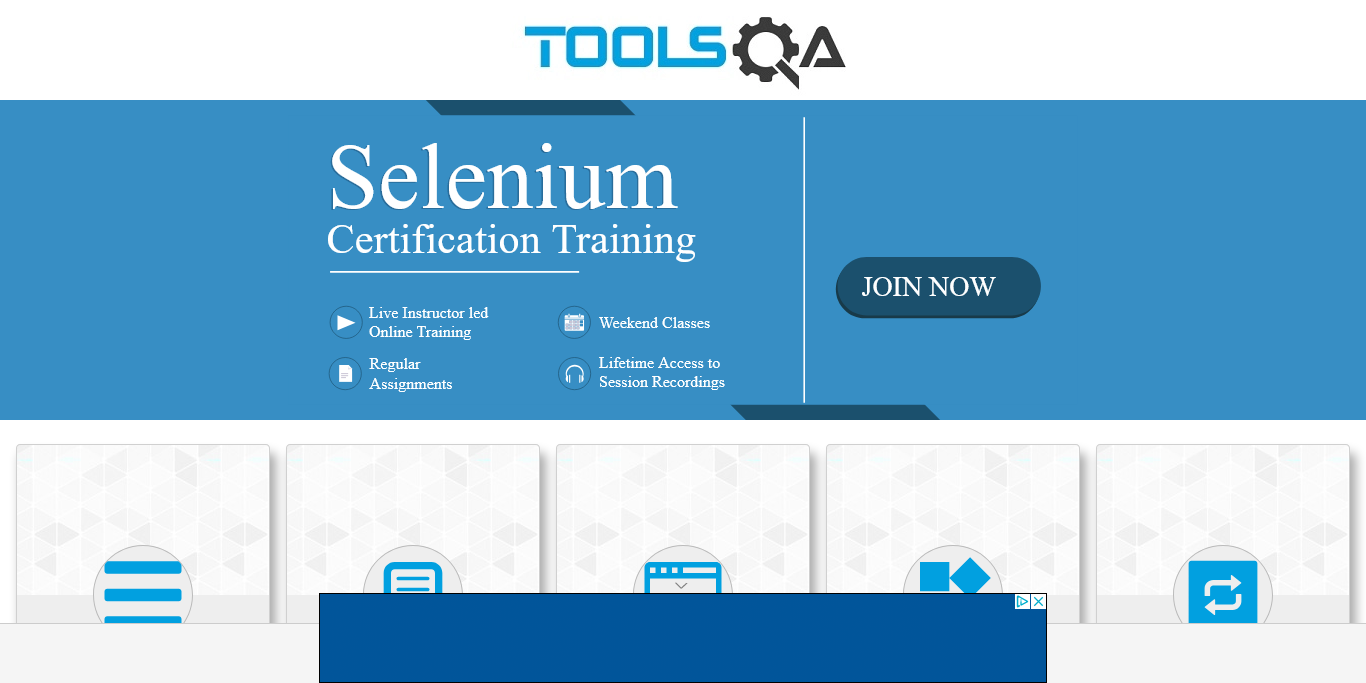 TOOLSQA
Selenium
Certification Training
Live Instructor led
Online Training
Weekend Classes
Regular
Assignments
Lifetime Access to
Session Recordings
JOIN NOW